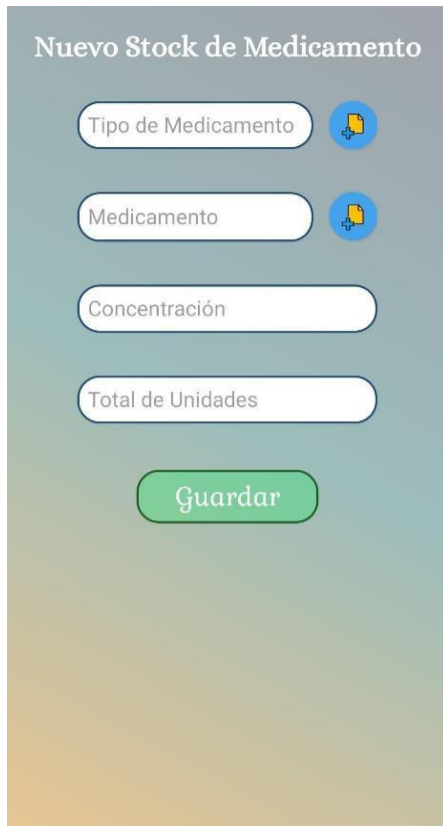 Nuevo Stock de Medicamento
Tipo de Medicamento
Medicamento
Concentración
Total de Unidades
Guardar